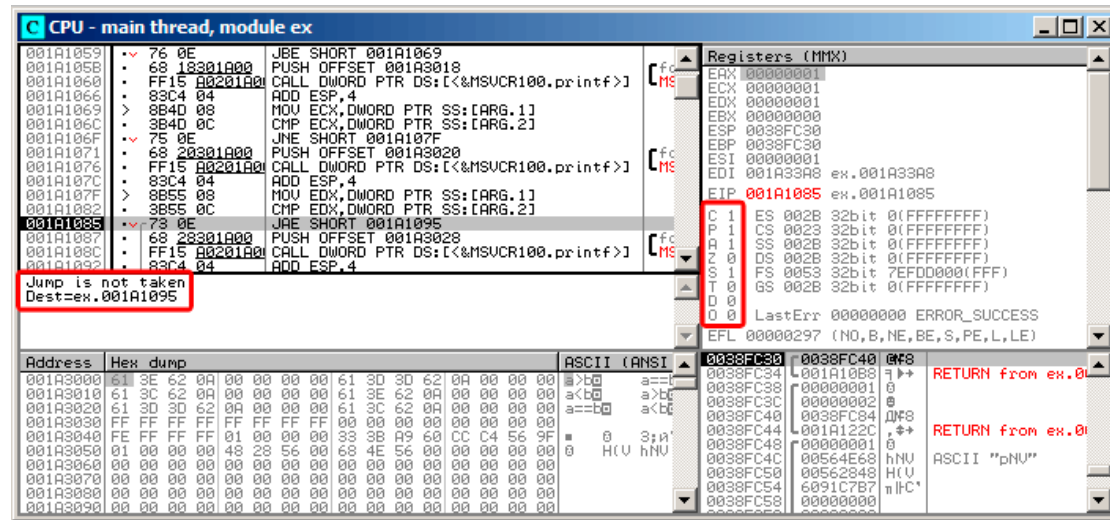 CPU - main thread, module ex
001A1059 76 0E JBE SHORT 001A1069
001A105B 68 18301A00 PUSH OFFSET 001A3018
001A1060 FF15 A0201A0 CALL DWORD PTR DS:[<&MSVCR100.printf>]
001A1066 83C4 04 ADD ESP,4
001A1069 > 8B4D 08 MOV ECX,DWORD PTR SS:[ARG.1]
001A106C 3B4D 0C CMP ECX,DWORD PTR SS:[ARG.2]
001A106F 75 0E JNE SHORT 001A107F
001A1071 68 20301A00 PUSH OFFSET 001A3020
001A1076 FF15 A0201A0 CALL DWORD PTR DS:[<&MSVCR100.printf>]
001A107C 83C4 04 ADD ESP,4
001A107F > 8B55 08 MOV EDX,DWORD PTR SS:[ARG.1]
001A1082 3B55 0C CMP EDX,DWORD PTR SS:[ARG.2]
001A1085 73 0E JAE SHORT 001A1095
001A1087 68 28301A00 PUSH OFFSET 001A3028
001A108C FF15 A0201A0 CALL DWORD PTR DS:[<&MSVCR100.printf>]
001A1092 83C4 04 ADD ESP,4
Jump is not taken
Dest=ex.001A1095
Registers (MMX)
EAX 00000001
ECX 00000001
EDX 00000001
EBX 00000000
ESP 0038FC30
EBP 0038FC30
ESI 00000001
EDI 001A33A8 ex.001A33A8
EIP 001A1085 ex.001A1085
C 1 ES 002B 32bit 0(FFFFFFFF)
P 1 CS 0023 32bit 0(FFFFFFFF)
A 1 SS 002B 32bit 0(FFFFFFFF)
Z 0 DS 002B 32bit 0(FFFFFFFF)
S 1 FS 0053 32bit 7EFDD000(FFF)
T 0 GS 002B 32bit 0(FFFFFFFF)
D 0
O 0 LastErr 00000000 ERROR_SUCCESS
EFL 00000297 (NO,B,NE,BE,S,PE,L,LE)
Address Hex dump ASCII (ANSI
001A3000 61 3E 62 0A 00 00 00 00 61 3D 3D 62 0A 00 00 00 a>b a==b
001A3010 61 3C 62 0A 00 00 00 00 61 3E 62 0A 00 00 00 00 a<b a>b
001A3020 61 3D 3D 62 0A 00 00 00 61 3C 62 0A 00 00 00 00 a==b a<b
001A3030 FF FF FF FF FF FF FF FF 00 00 00 00 00 00 00 00
001A3040 FE FF FF FF 01 00 00 00 33 3B A9 60 CC C4 56 9F
001A3050 01 00 00 00 48 28 56 00 68 4E 56 00 00 00 00 00 H(V hNV
001A3060 00 00 00 00 00 00 00 00 00 00 00 00 00 00 00 00
001A3070 00 00 00 00 00 00 00 00 00 00 00 00 00 00 00 00
001A3080 00 00 00 00 00 00 00 00 00 00 00 00 00 00 00 00
001A3090 00 00 00 00 00 00 00 00 00 00 00 00 00 00 00 00
0038FC30 0038FC40
0038FC34 001A10B8 RETURN from ex.0
0038FC38 00000001
0038FC3C 00000002
0038FC40 0038FC84
0038FC44 001A122C RETURN from ex.0
0038FC48 00000001
0038FC4C 00564E68 hNV ASCII "pNV"
0038FC50 00562848 H(V
0038FC54 6091C7B7
0038FC58 00000000